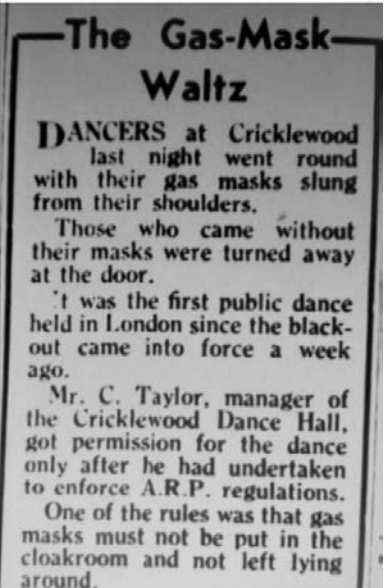 The Gas-Mask
Waltz
DANCERS at Cricklewood
last night went round
with their gas masks slung
from their shoulders.
Those who came without
their masks were turned away
at the door.
't was the first public dance
held in London since the black-
out came into force a week
ago.
Mr. C. Taylor, manager of
the Cricklewood Dance Hall,
got permission for the dance
only after he had undertaken
to enforce A.R.P. regulations.
One of the rules was that gas
masks must not be put in the
cloakroom and not left lying
around.